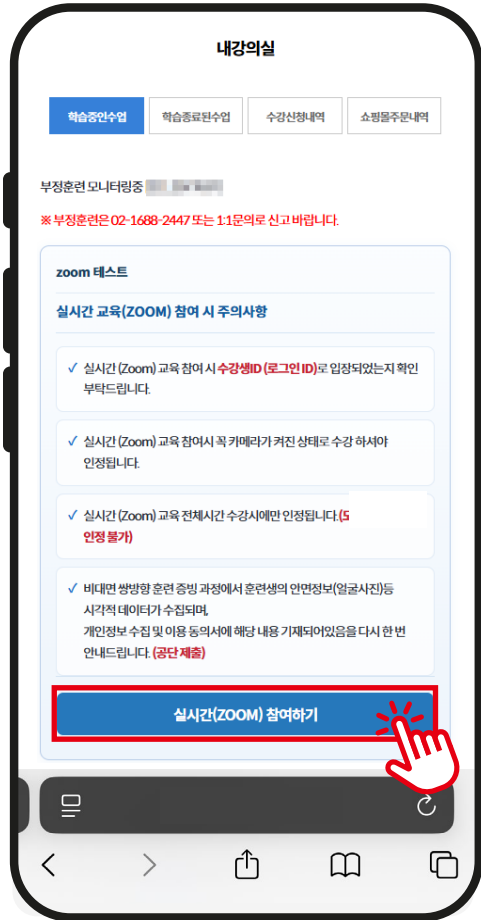 내강의실
학습중인수업 학습종료된수업 수강신청내역 쇼핑몰주문내역
부정훈련 모니터링중
※ 부정훈련은 02-1688-2447 또는 1:1문의로 신고 바랍니다.
zoom 테스트
실시간 교육(ZOOM) 참여 시 주의사항
✓ 실시간 (Zoom) 교육 참여 시 수강생ID (로그인 ID)로 입장되었는지 확인
부탁드립니다.
✓ 실시간 (Zoom) 교육 참여시 꼭 카메라가 켜진 상태로 수강 하셔야
인정됩니다.
✓ 실시간 (Zoom) 교육 전체시간 수강시에만 인정됩니다.(
인정 불가)
✓ 비대면 쌍방향 훈련 증빙 과정에서 훈련생의 안면정보(얼굴사진)등
시각적 데이터가 수집되며,
개인정보 수집 및 이용 동의서에 해당 내용 기재되어있음을 다시 한 번
안내드립니다. (공단 제출)
실시간(ZOOM) 참여하기